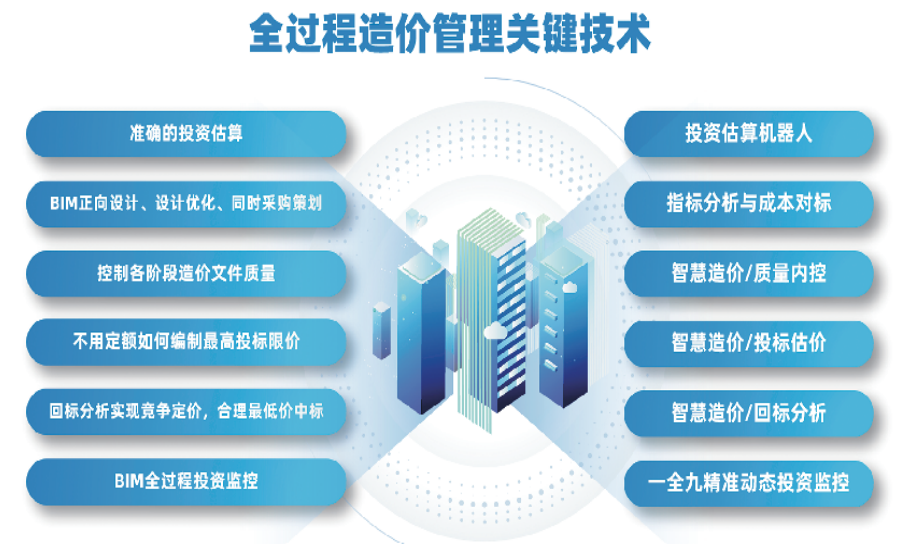 全过程造价管理关键技术
准确的投资估算
BIM正向设计、设计优化、同时采购策划
控制各阶段造价文件质量
不用定额如何编制最高投标限价
回标分析实现竞争定价，合理最低价中标
BIM全过程投资监控
投资估算机器人
指标分析与成本对标
智慧造价/质量内控
智慧造价/投标估价
智慧造价/回标分析
一全九精准动态投资监控